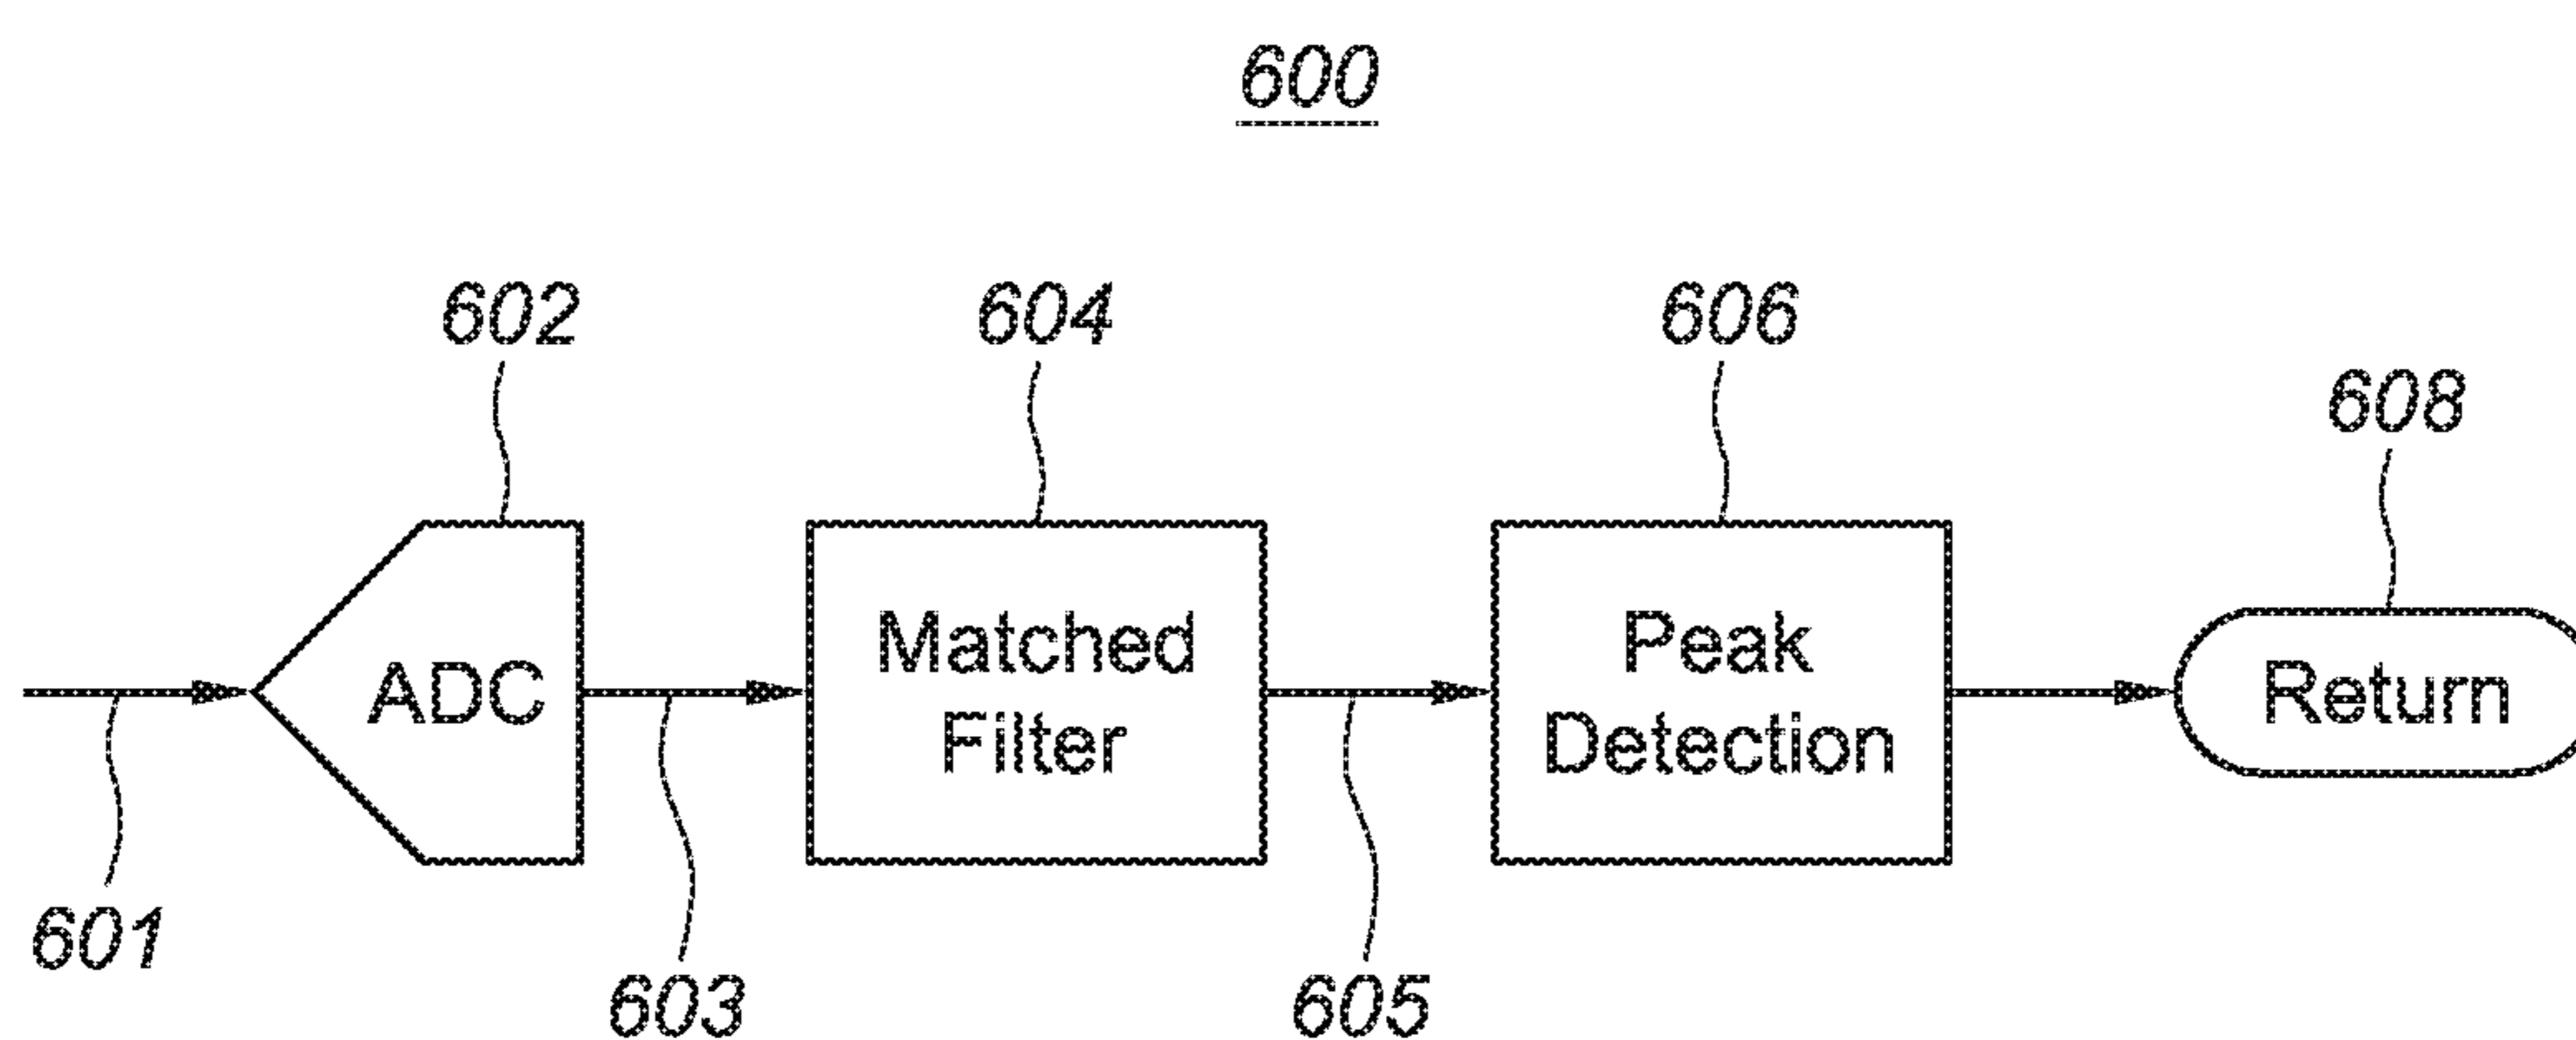 600
602
604
606
608
ADC
Matched
Filter
Peak
Detection
Return
601
603
605